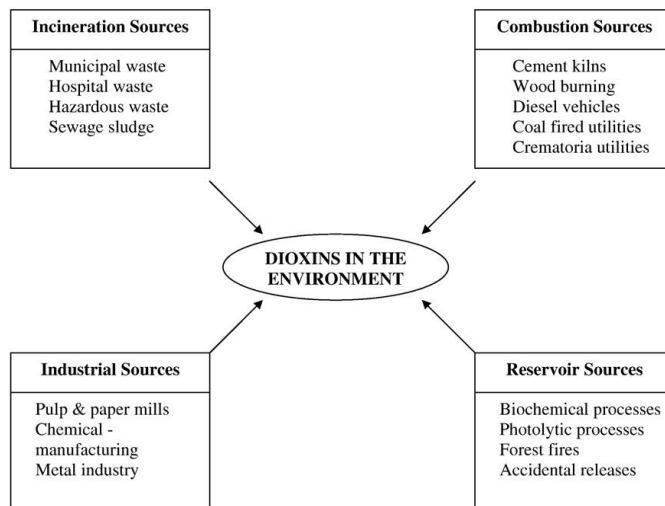 Incineration Sources
Municipal waste
Hospital waste
Hazardous waste
Sewage sludge
Combustion Sources
Cement kilns
Wood burning
Diesel vehicles
Coal fired utilities
Crematoria utilities
DIOXINS IN THE
ENVIRONMENT
Industrial Sources
Pulp & paper mills
Chemical -
manufacturing
Metal industry
Reservoir Sources
Biochemical processes
Photolytic processes
Forest fires
Accidental releases